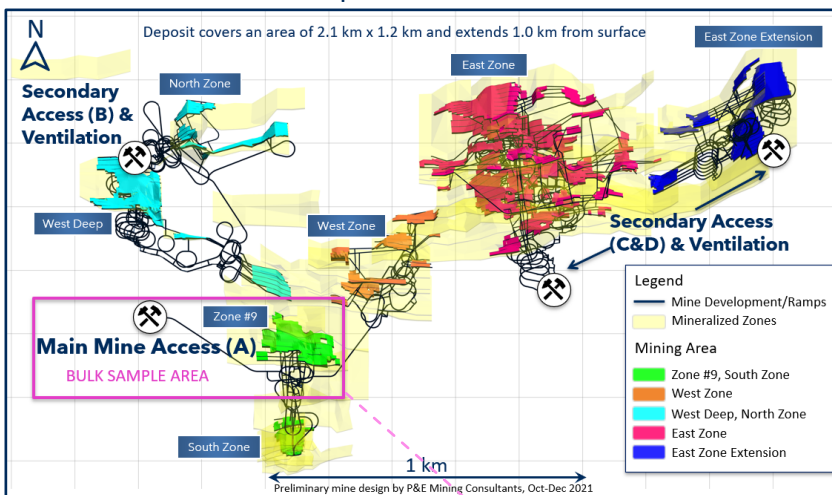 Deposit covers an area of 2.1 km x 1.2 km and extends 1.0 km from surface
N
East Zone Extension
North Zone
East Zone
Secondary
Access (B) &
Ventilation
West Deep
West Zone
Secondary Access
(C&D) & Ventilation
Zone #9
Main Mine Access (A)
BULK SAMPLE AREA
South Zone
1 km
Preliminary mine design by P&E Mining Consultants, Oct-Dec 2021
Legend
Mine Development/Ramps
Mineralized Zones
Mining Area
Zone #9, South Zone
West Zone
West Deep, North Zone
East Zone
East Zone Extension